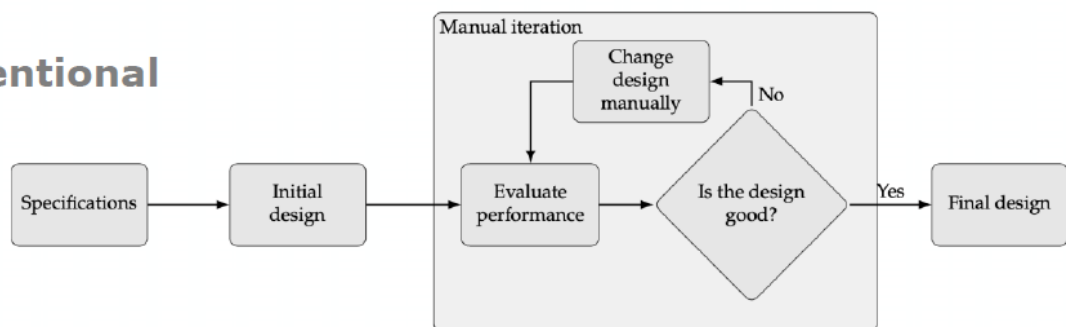 Manual iteration
entional
Change
design
manually
No
Specifications
Initial
design
Evaluate
performance
Is the design
good?
Yes
Final design